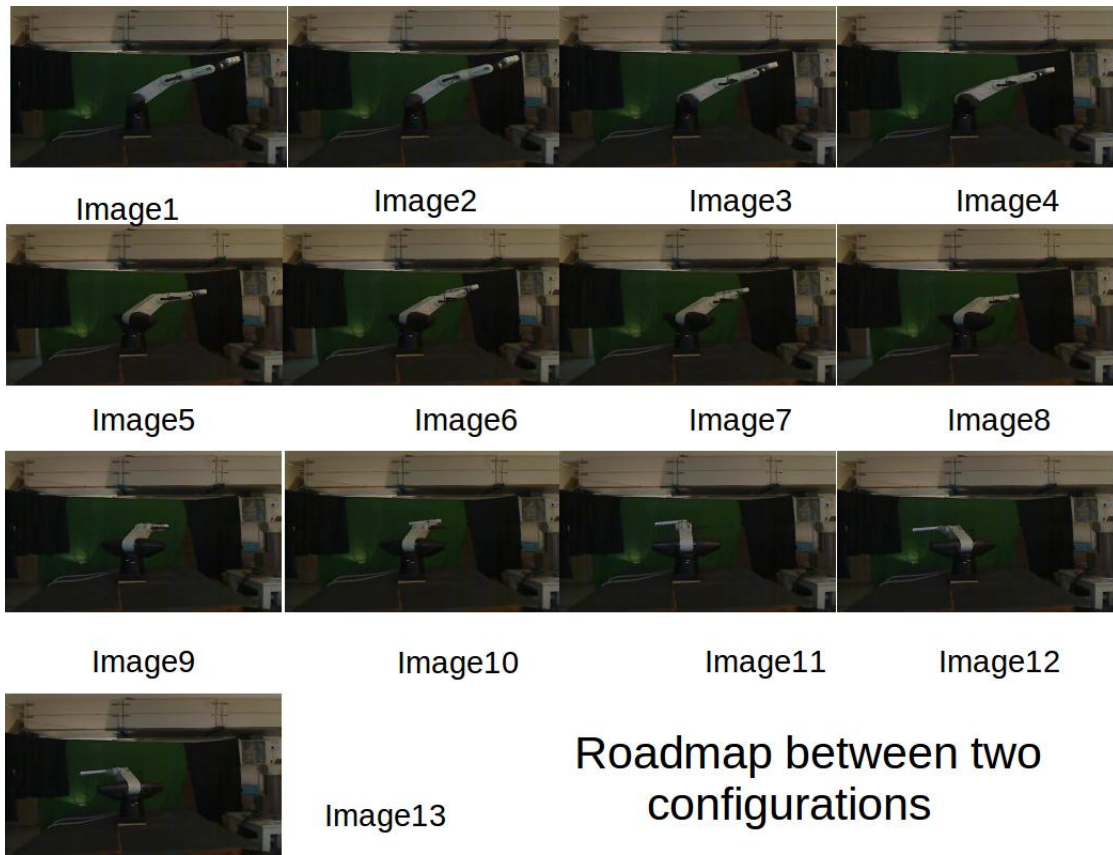 Image1
Image2
Image3
Image4
Image5
Image6
Image7
Image8
Image9
Image10
Image11
Image12
Image13
Roadmap between two
configurations